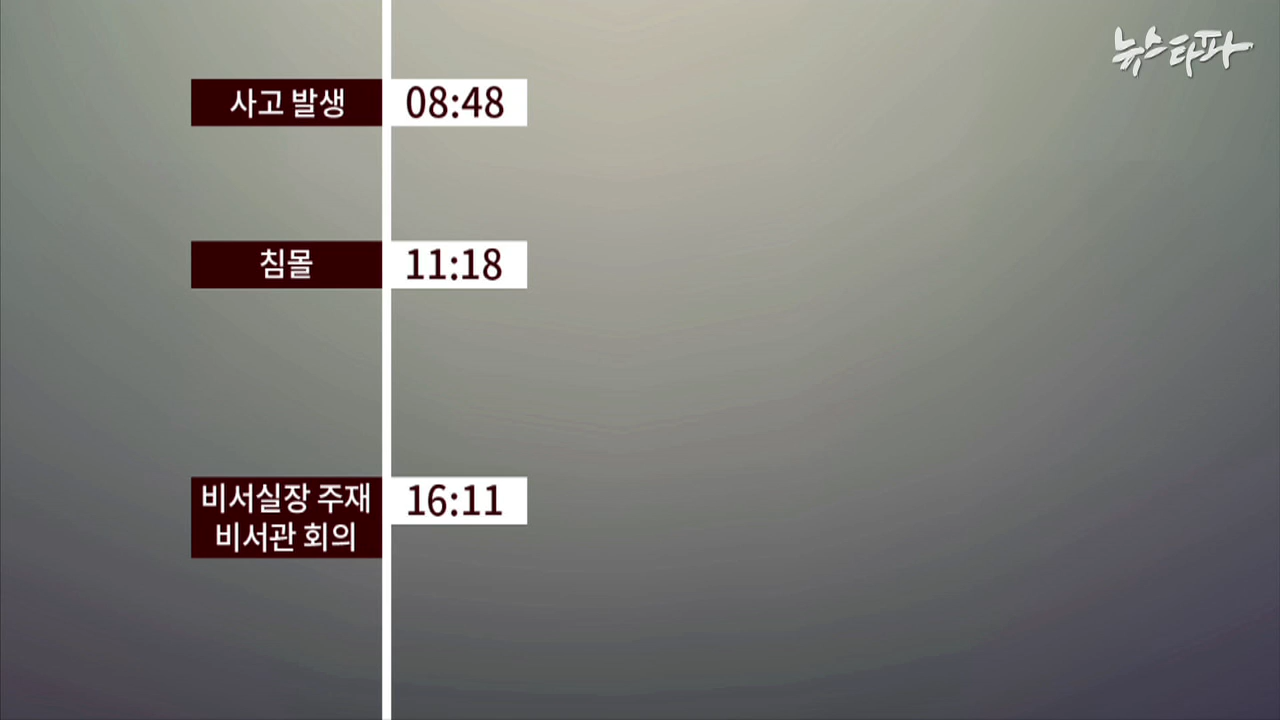 뉴스타파
사고 발생 08:48
침몰 11:18
비서실장 주재 16:11
비서관 회의